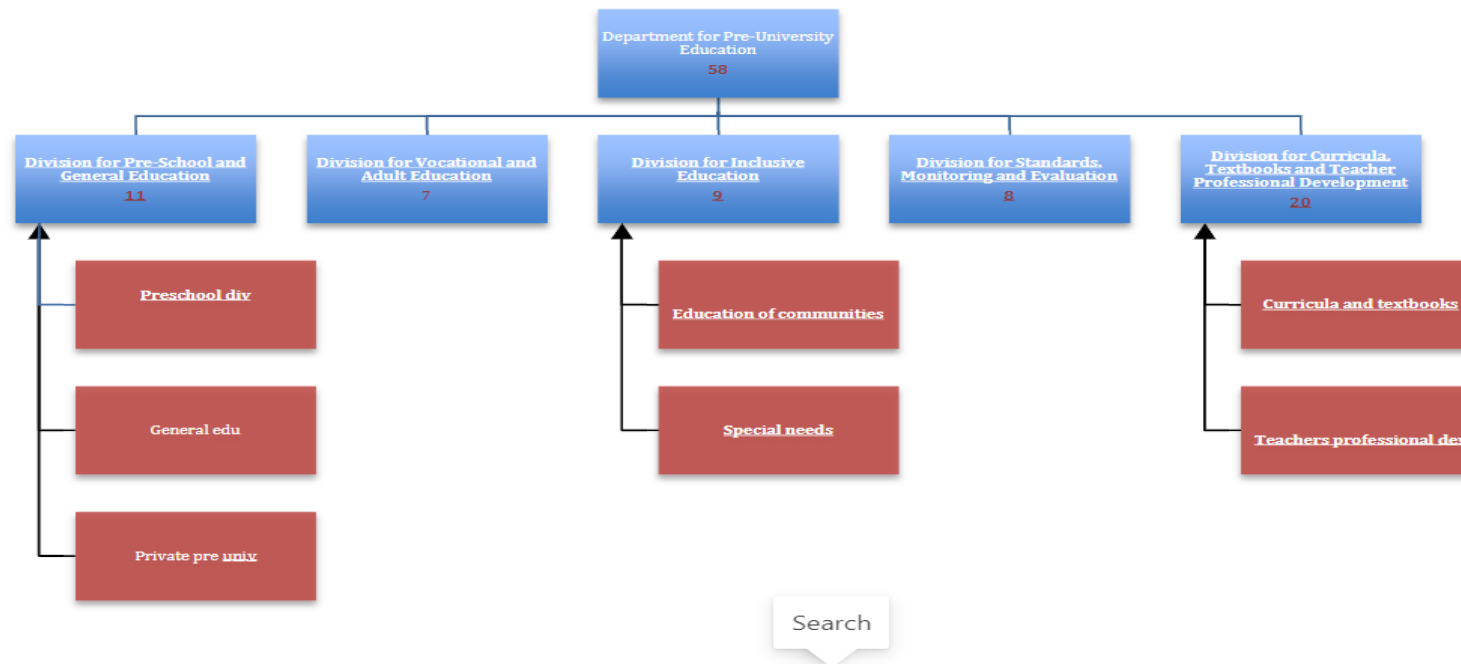 Department for Pre-University
Education
58
Division for Pre-School and
General Education
11
Division for Vocational and
Adult Education
7
Division for Inclusive
Education
9
Division for Standards,
Monitoring and Evaluation
8
Division for Curricula,
Textbooks and Teacher
Professional Development
20
Preschool div
General edu
Private pre univ
Education of communities
Special needs
Curricula and textbooks
Teachers professional dev
Search